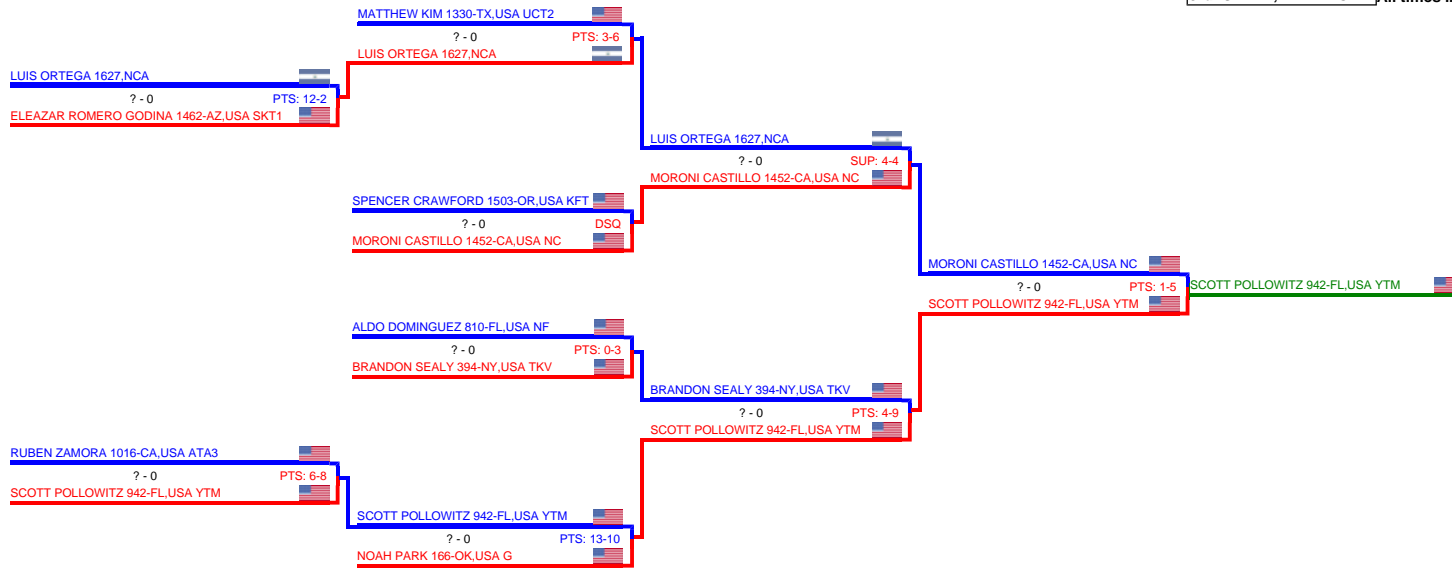 All times i
MATTHEW KIM 1330-TX,USA UCT2
? - 0 PTS: 3-6
LUIS ORTEGA 1627,NCA
LUIS ORTEGA 1627,NCA
? - 0 PTS: 12-2
ELEAZAR ROMERO GODINA 1462-AZ,USA SKT1
LUIS ORTEGA 1627,NCA
? - 0 SUP: 4-4
MORONI CASTILLO 1452-CA,USA NC
SPENCER CRAWFORD 1503-OR,USA KFT
? - 0 DSQ
MORONI CASTILLO 1452-CA,USA NC
MORONI CASTILLO 1452-CA,USA NC
? - 0 PTS: 1-5
SCOTT POLLOWITZ 942-FL,USA YTM
SCOTT POLLOWITZ 942-FL,USA YTM
ALDO DOMINGUEZ 810-FL,USA NF
? - 0 PTS: 0-3
BRANDON SEALY 394-NY,USA TKV
BRANDON SEALY 394-NY,USA TKV
? - 0 PTS: 4-9
SCOTT POLLOWITZ 942-FL,USA YTM
RUBEN ZAMORA 1016-CA,USA ATA3
? - 0 PTS: 6-8
SCOTT POLLOWITZ 942-FL,USA YTM
SCOTT POLLOWITZ 942-FL,USA YTM
? - 0 PTS: 13-10
NOAH PARK 166-OK,USA G